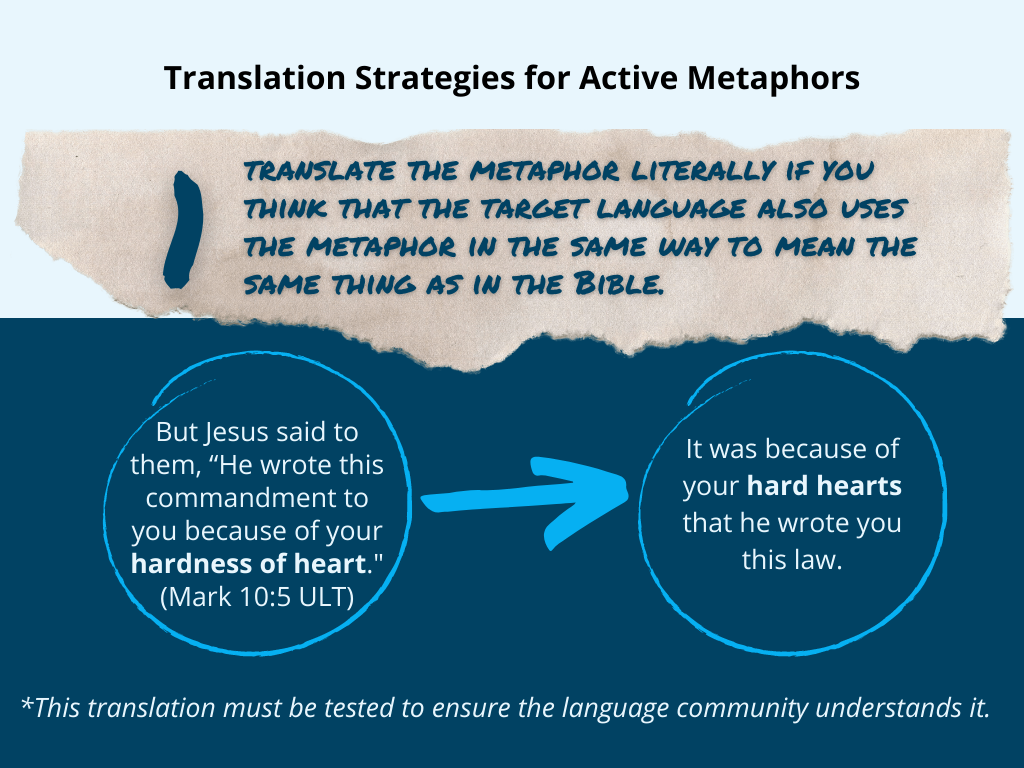 Translation Strategies for Active Metaphors
1
TRANSLATE THE METAPHOR LITERALLY IF YOU
THINK THAT THE TARGET LANGUAGE ALSO USES
THE METAPHOR IN THE SAME WAY TO MEAN THE
SAME THING AS IN THE BIBLE.
But Jesus said to
them, “He wrote this
commandment to
you because of your
hardness of heart."
(Mark 10:5 ULT)
It was because of
your hard hearts
that he wrote you
this law.
*This translation must be tested to ensure the language community understands it.